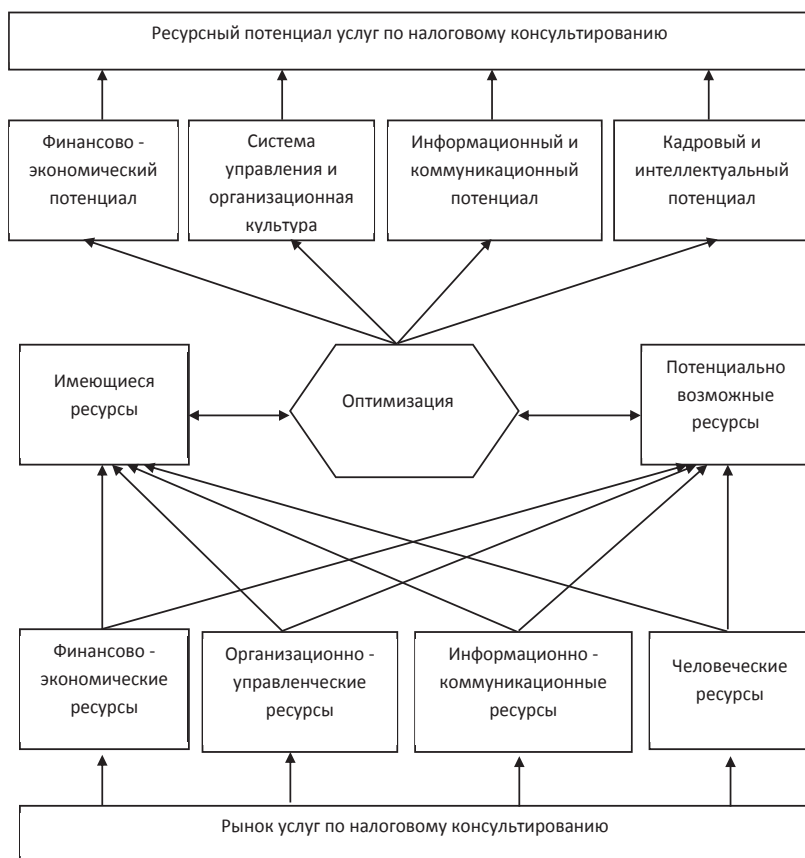 Ресурсный потенциал услуг по налоговому консультированию
Финансово -
экономический
потенциал
Система
управления и
организационная
культура
Информационный и
коммуникационный
потенциал
Кадровый и
интеллектуальный
потенциал
Имеющиеся
ресурсы
Оптимизация
Потенциально
возможные
ресурсы
Финансово -
экономические
ресурсы
Организационно -
управленческие
ресурсы
Информационно -
коммуникационные
ресурсы
Человеческие
ресурсы
Рынок услуг по налоговому консультированию